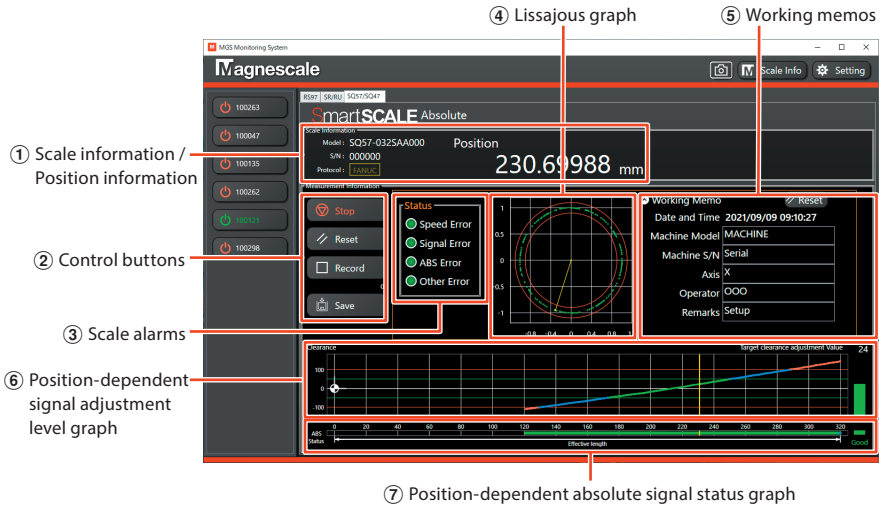 ④ Lissajous graph
⑤ Working memos
MGS Monitoring System
Magnescale
Scale Info
Setting
RS97 SR/RU SQ57/SQ47
SmartSCALE Absolute
① Scale information /
Position information
Scale Information
Model : SQ57-032SAA000
S/N : 000000
Protocol : FANUC
Position
230.69988 mm
100263
100047
100135
100262
100121
100298
Measurement Information
② Control buttons
Stop
Reset
Record
0
Save
③ Scale alarms
Status
Speed Error
Signal Error
ABS Error
Other Error
1
0.5
0
-0.5
-1
-0.8 -0.4 0 0.4 0.8 1
Working Memo
Reset
Date and Time 2021/09/09 09:10:27
Machine Model MACHINE
Machine S/N Serial
Axis X
Operator OOO
Remarks Setup
⑥ Position-dependent
signal adjustment
level graph
Clearance
Target clearance adjustment Value
24
100
0
-100
0 20 40 60 80 100 120 140 160 180 200 220 240 260 280 300 320
ABS
Status
Effective length
Good
⑦ Position-dependent absolute signal status graph